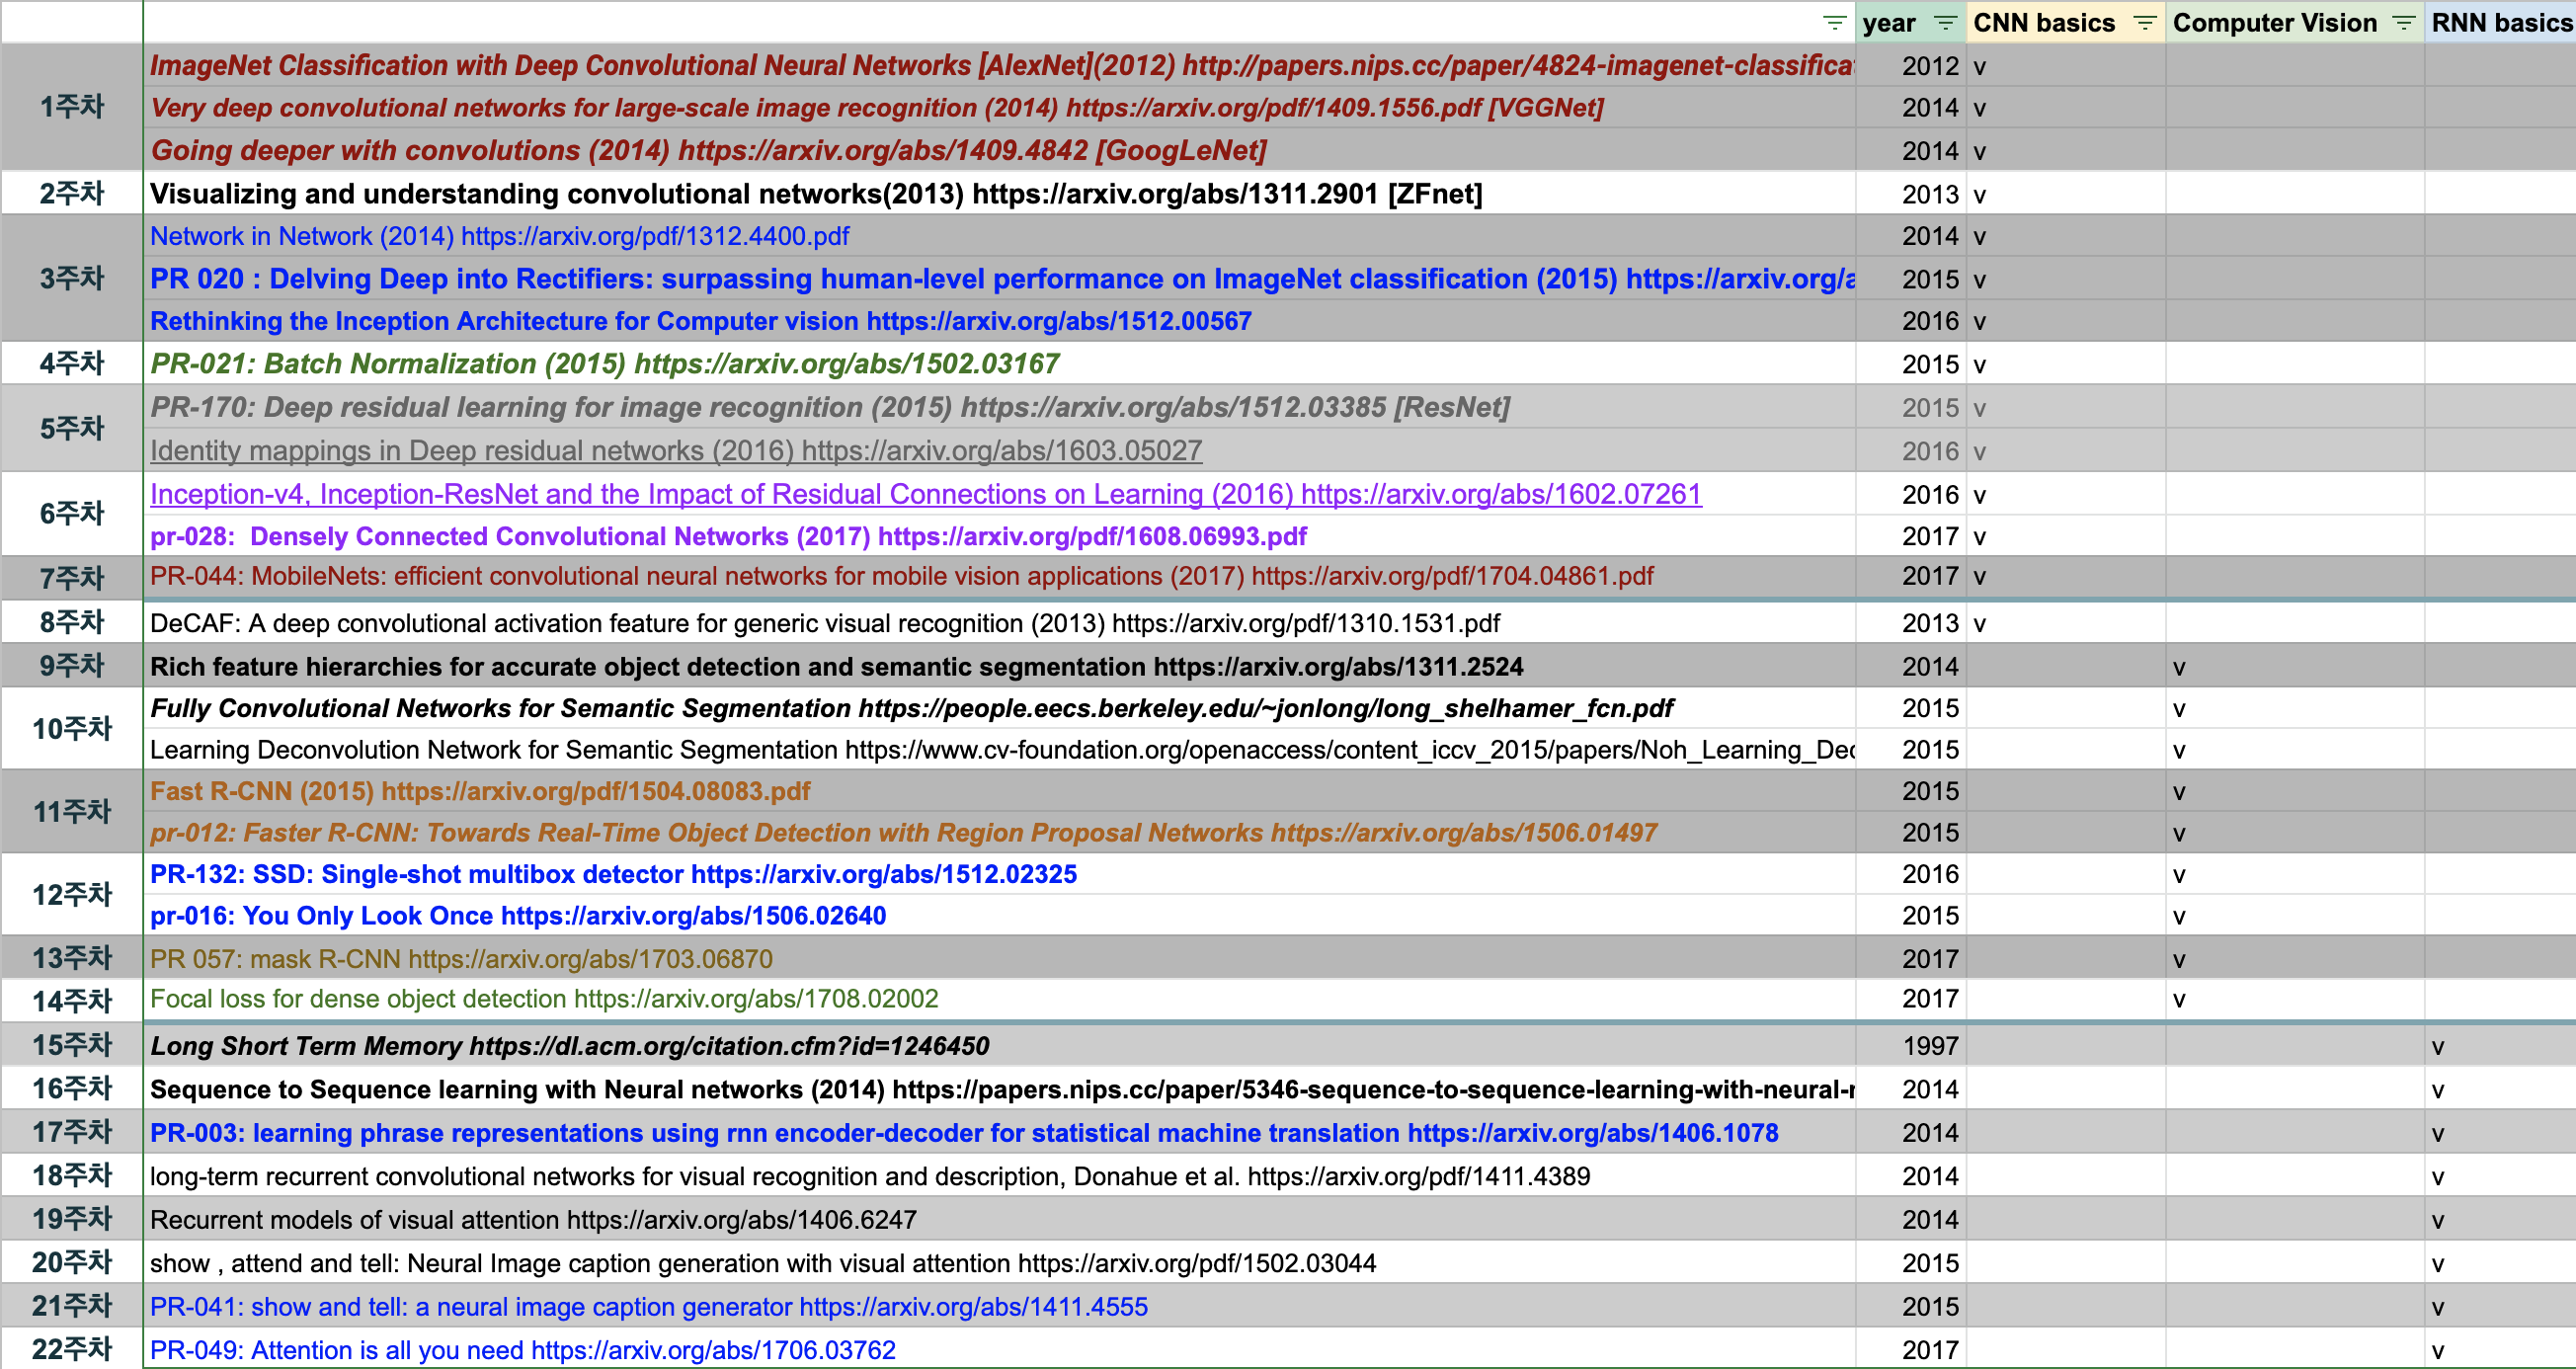 year CNN basics Computer Vision RNN basics
1주차
ImageNet Classification with Deep Convolutional Neural Networks [AlexNet](2012) http://papers.nips.cc/paper/4824-imagenet-classifica 2012 v
Very deep convolutional networks for large-scale image recognition (2014) https://arxiv.org/pdf/1409.1556.pdf [VGGNet] 2014 v
Going deeper with convolutions (2014) https://arxiv.org/abs/1409.4842 [GoogLeNet] 2014 v
2주차 Visualizing and understanding convolutional networks(2013) https://arxiv.org/abs/1311.2901 [ZFnet] 2013 v
3주차
Network in Network (2014) https://arxiv.org/pdf/1312.4400.pdf 2014 v
PR 020 : Delving Deep into Rectifiers: surpassing human-level performance on ImageNet classification (2015) https://arxiv.org/a 2015 v
Rethinking the Inception Architecture for Computer vision https://arxiv.org/abs/1512.00567 2016 v
4주차 PR-021: Batch Normalization (2015) https://arxiv.org/abs/1502.03167 2015 v
5주차
PR-170: Deep residual learning for image recognition (2015) https://arxiv.org/abs/1512.03385 [ResNet] 2015 v
Identity mappings in Deep residual networks (2016) https://arxiv.org/abs/1603.05027 2016 v
6주차
Inception-v4, Inception-ResNet and the Impact of Residual Connections on Learning (2016) https://arxiv.org/abs/1602.07261 2016 v
pr-028: Densely Connected Convolutional Networks (2017) https://arxiv.org/pdf/1608.06993.pdf 2017 v
7주차 PR-044: MobileNets: efficient convolutional neural networks for mobile vision applications (2017) https://arxiv.org/pdf/1704.04861.pdf 2017 v
8주차 DeCAF: A deep convolutional activation feature for generic visual recognition (2013) https://arxiv.org/pdf/1310.1531.pdf 2013 v
9주차 Rich feature hierarchies for accurate object detection and semantic segmentation https://arxiv.org/abs/1311.2524 2014 v
10주차
Fully Convolutional Networks for Semantic Segmentation https://people.eecs.berkeley.edu/~jonlong/long_shelhamer_fcn.pdf 2015 v
Learning Deconvolution Network for Semantic Segmentation https://www.cv-foundation.org/openaccess/content_iccv_2015/papers/Noh_Learning_Dec 2015 v
11주차
Fast R-CNN (2015) https://arxiv.org/pdf/1504.08083.pdf 2015 v
pr-012: Faster R-CNN: Towards Real-Time Object Detection with Region Proposal Networks https://arxiv.org/abs/1506.01497 2015 v
12주차
PR-132: SSD: Single-shot multibox detector https://arxiv.org/abs/1512.02325 2016 v
pr-016: You Only Look Once https://arxiv.org/abs/1506.02640 2015 v
13주차 PR 057: mask R-CNN https://arxiv.org/abs/1703.06870 2017 v
14주차 Focal loss for dense object detection https://arxiv.org/abs/1708.02002 2017 v
15주차 Long Short Term Memory https://dl.acm.org/citation.cfm?id=1246450 1997 v
16주차 Sequence to Sequence learning with Neural networks (2014) https://papers.nips.cc/paper/5346-sequence-to-sequence-learning-with-neural- 2014 v
17주차 PR-003: learning phrase representations using rnn encoder-decoder for statistical machine translation https://arxiv.org/abs/1406.1078 2014 v
18주차 long-term recurrent convolutional networks for visual recognition and description, Donahue et al. https://arxiv.org/pdf/1411.4389 2014 v
19주차 Recurrent models of visual attention https://arxiv.org/abs/1406.6247 2014 v
20주차 show , attend and tell: Neural Image caption generation with visual attention https://arxiv.org/pdf/1502.03044 2015 v
21주차 PR-041: show and tell: a neural image caption generator https://arxiv.org/abs/1411.4555 2015 v
22주차 PR-049: Attention is all you need https://arxiv.org/abs/1706.03762 2017 v